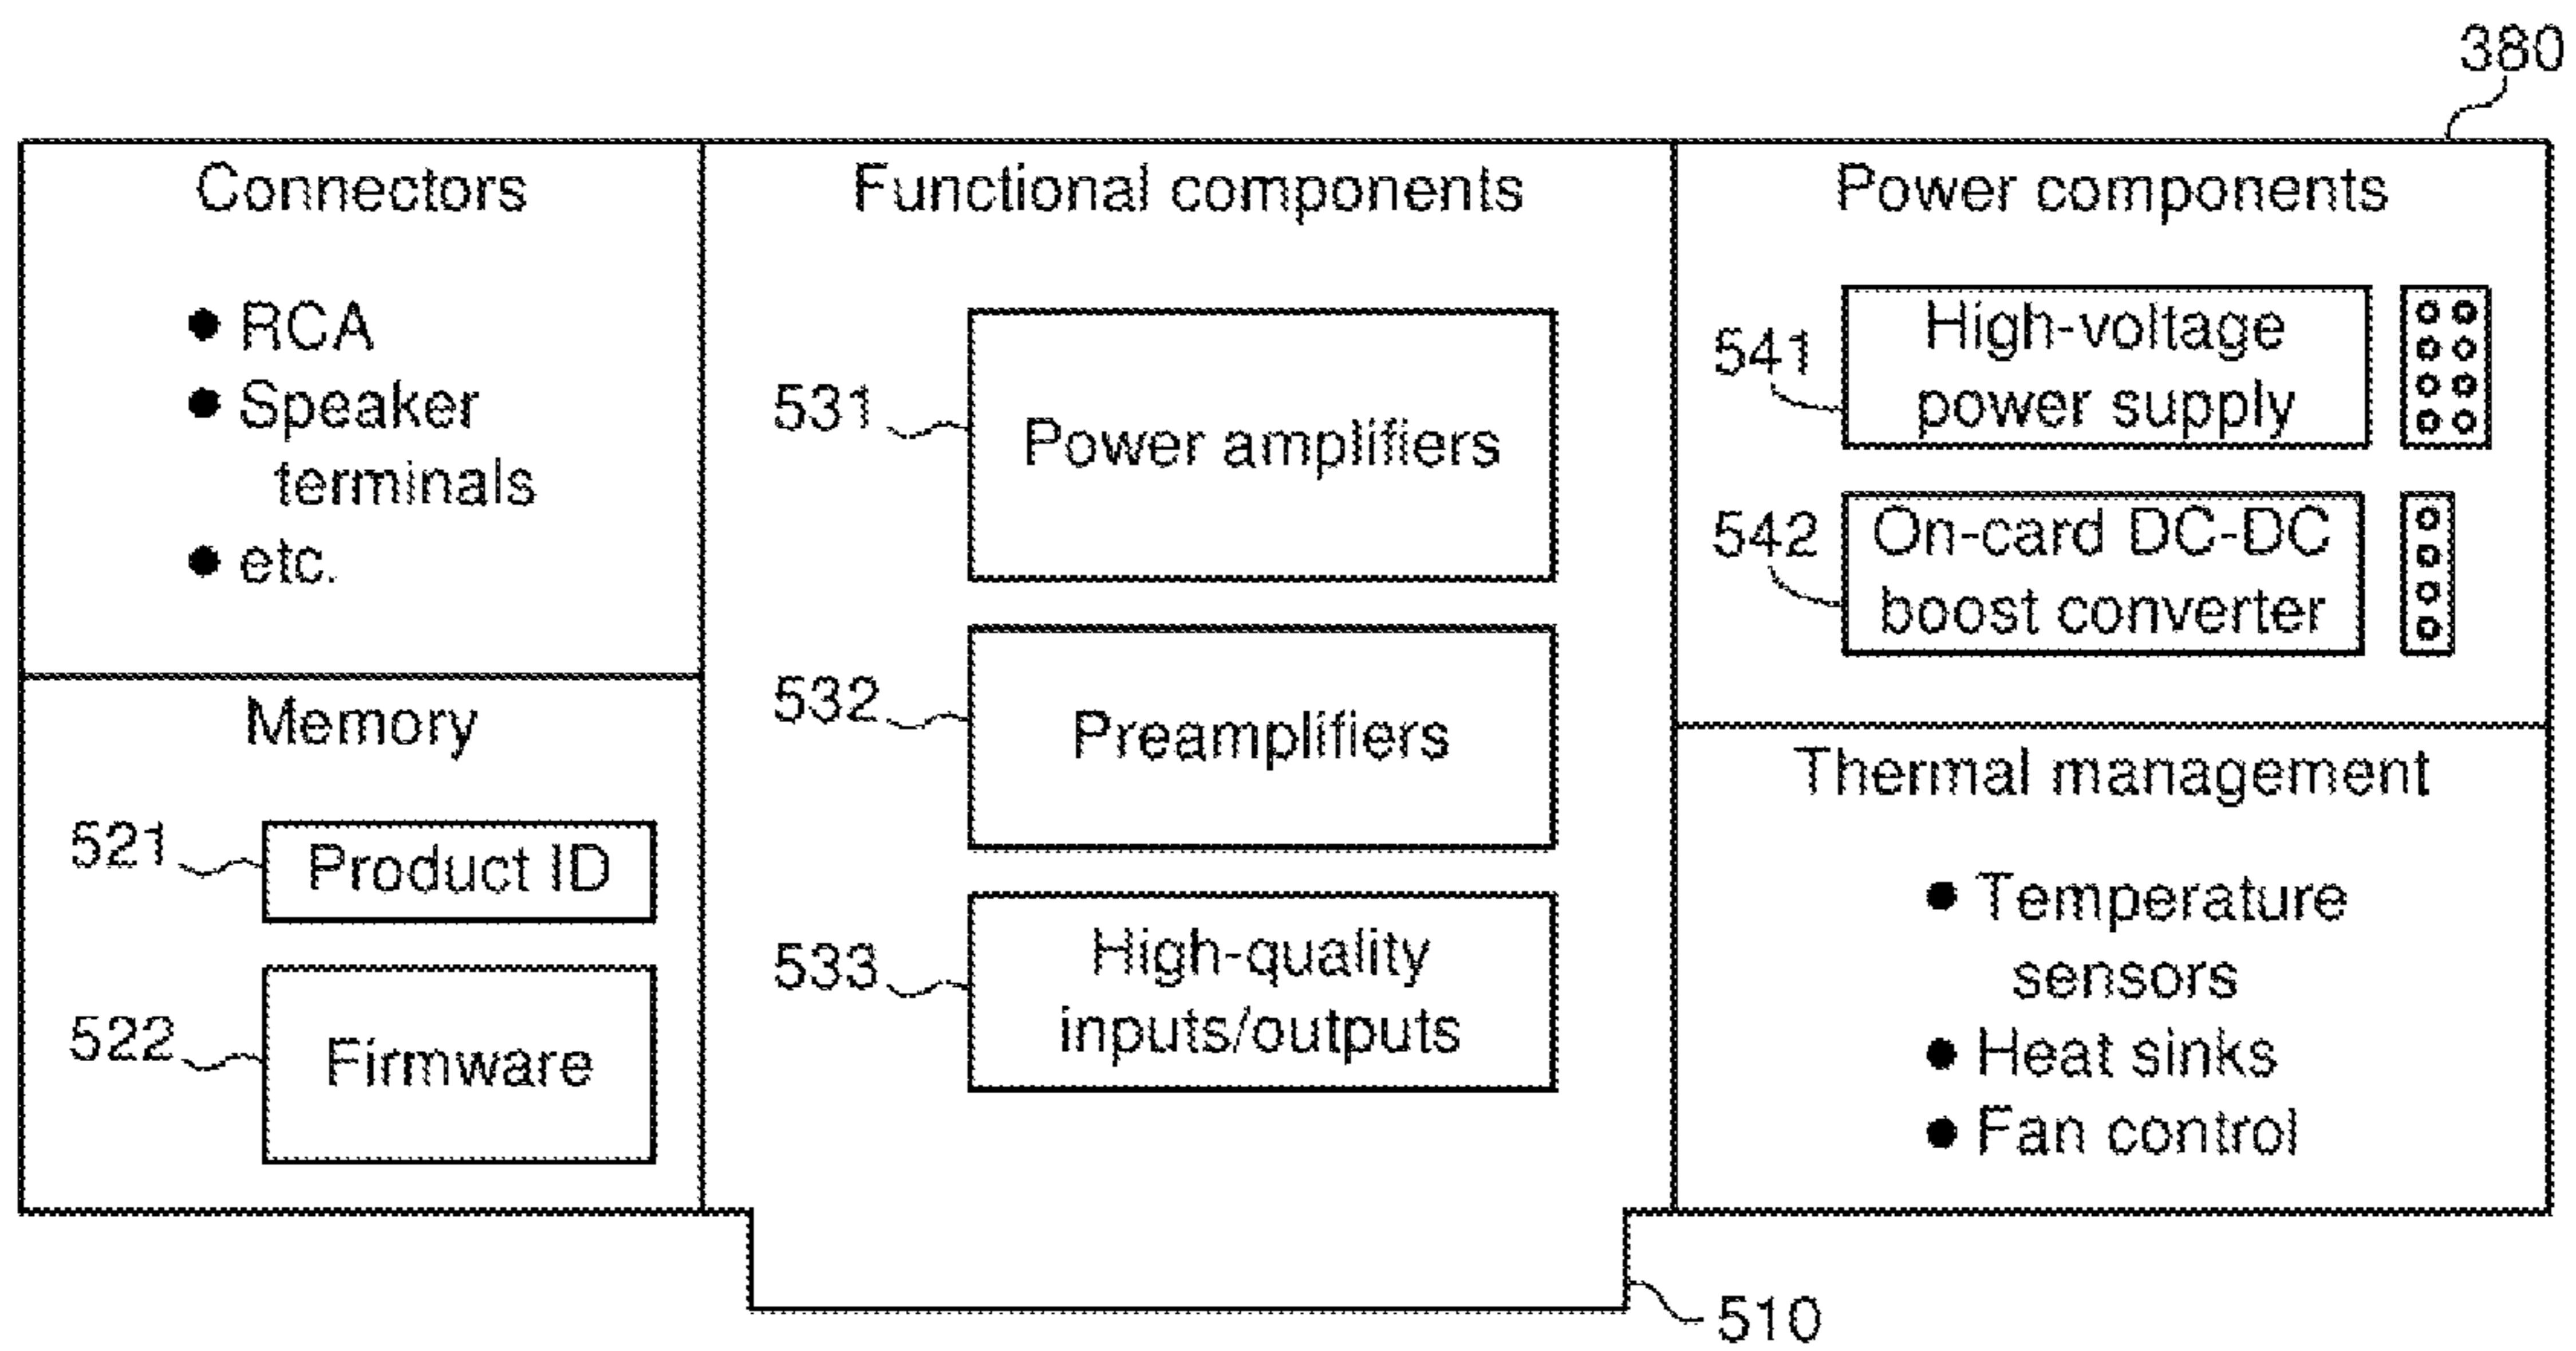 380
Connectors
● RCA
● Speaker
terminals
● etc.
Memory
521
Product ID
522
Firmware
Functional components
531
Power amplifiers
532
Preamplifiers
533
High-quality
inputs/outputs
Power components
541
High-voltage
power supply
542
On-card DC-DC
boost converter
Thermal management
● Temperature
sensors
● Heat sinks
● Fan control
510